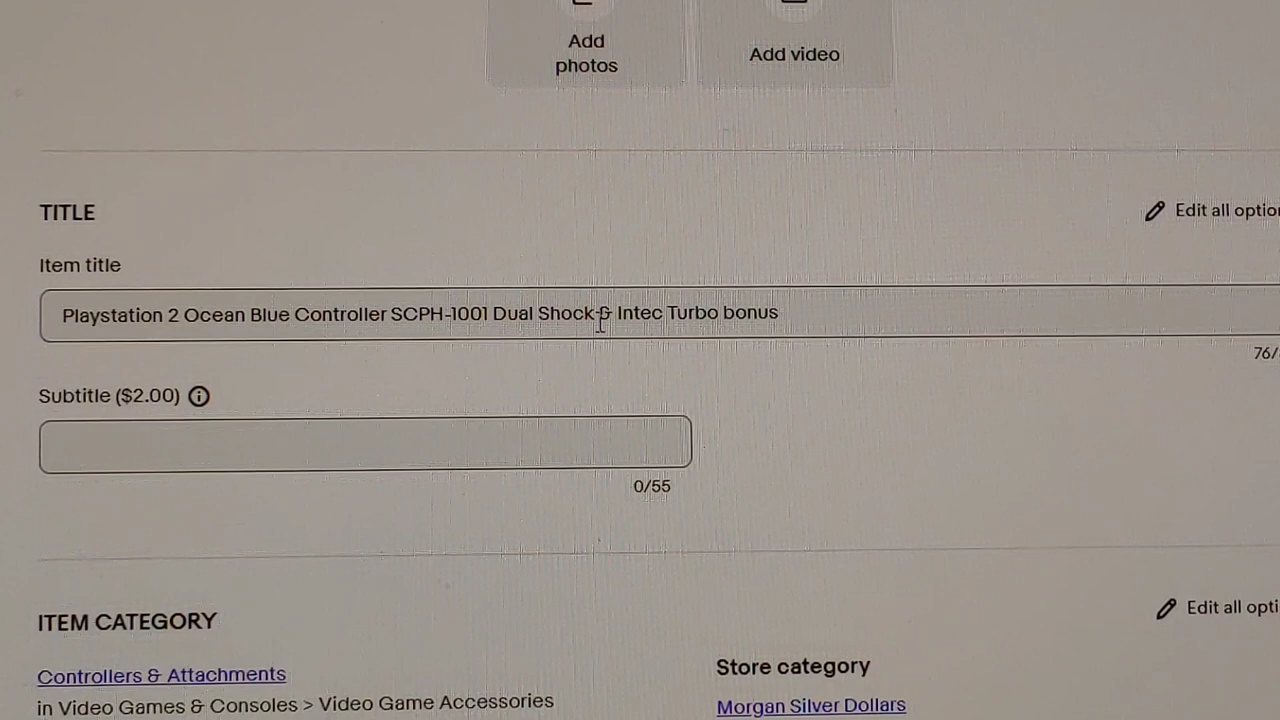 Add
photos
Add video
TITLE
Edit all optio
Item title
Playstation 2 Ocean Blue Controller SCPH-1001 Dual Shock & Intec Turbo bonus
76/
Subtitle ($2.00)
0/55
ITEM CATEGORY
Edit all opti
Controllers & Attachments
in Video Games & Consoles > Video Game Accessories
Store category
Morgan Silver Dollars